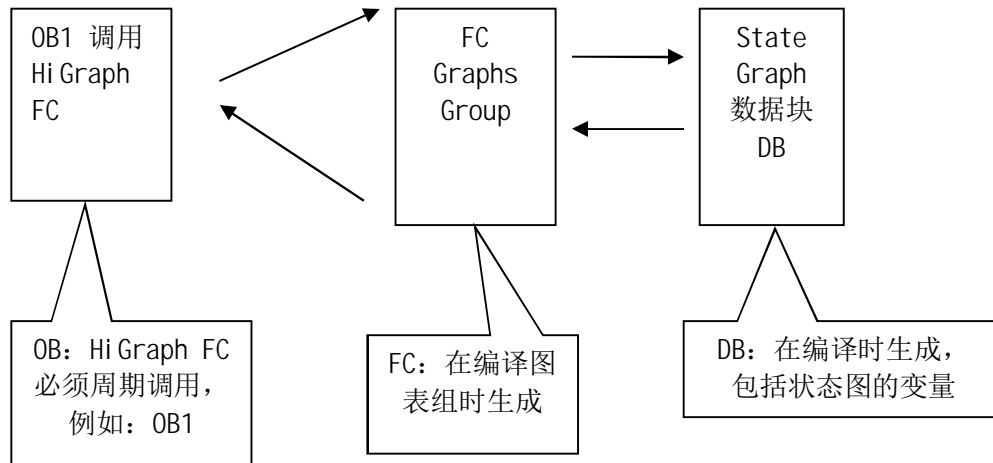 OB1 调用
HiGraph
FC
FC
Graphs
Group
State
Graph
数据块
DB
OB：HiGraph FC
必须周期调用，
例如：OB1
FC：在编译图
表组时生成
DB：在编译时生成，
包括状态图的变量